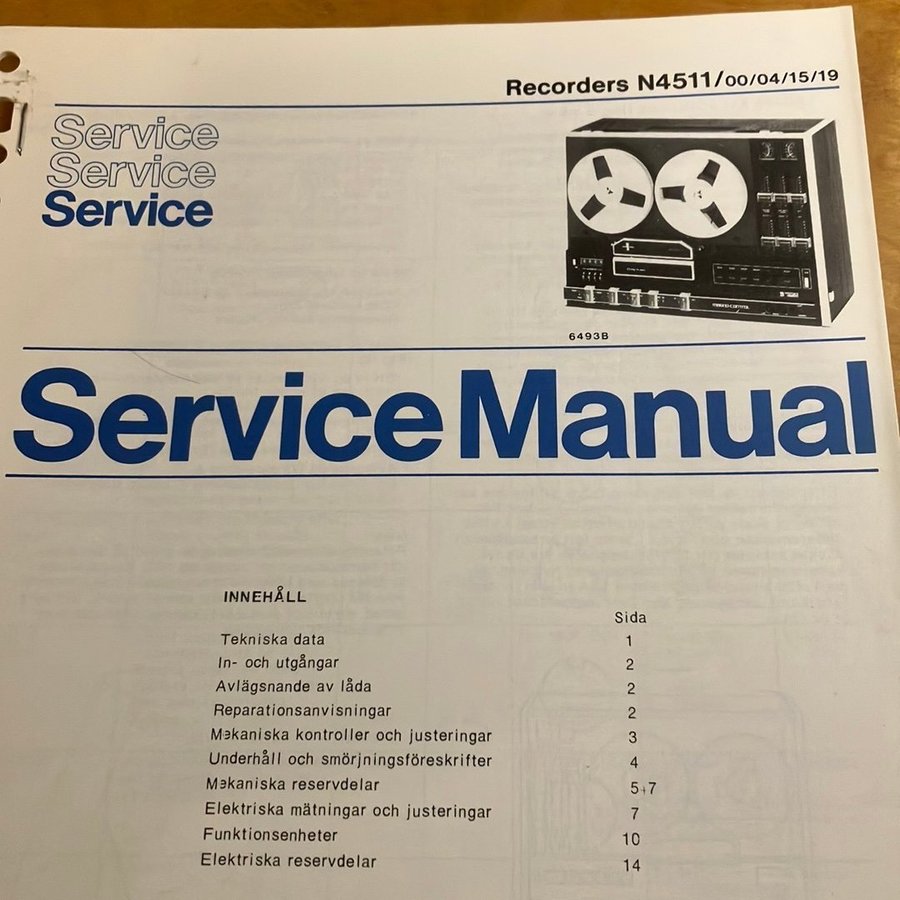 Recorders N4511/00/04/15/19
Service
Service
Service
6493B
Service Manual
INNEHÅLL
Sida
Tekniska data 1
In- och utgångar 2
Avlägsnande av låda 2
Reparationsanvisningar 2
Mekaniska kontroller och justeringar 3
Underhåll och smörjningsföreskrifter 4
Mekaniska reservdelar 5+7
Elektriska mätningar och justeringar 7
Funktionsenheter 10
Elektriska reservdelar 14